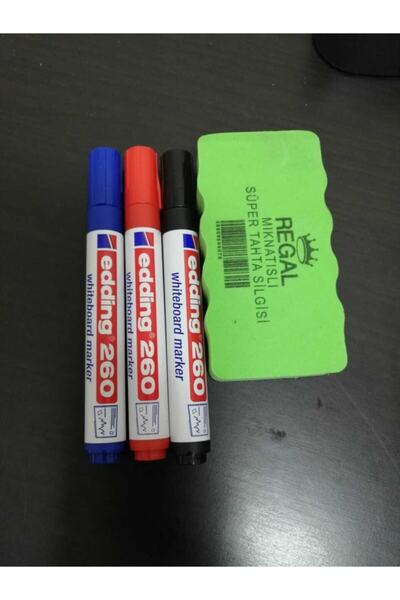 edding 260
whiteboard marker
edding 260
whiteboard marker
edding 260
whiteboard marker
REGAL
MIKNATISLI
SÜPER TAHTA SİLGİSİ